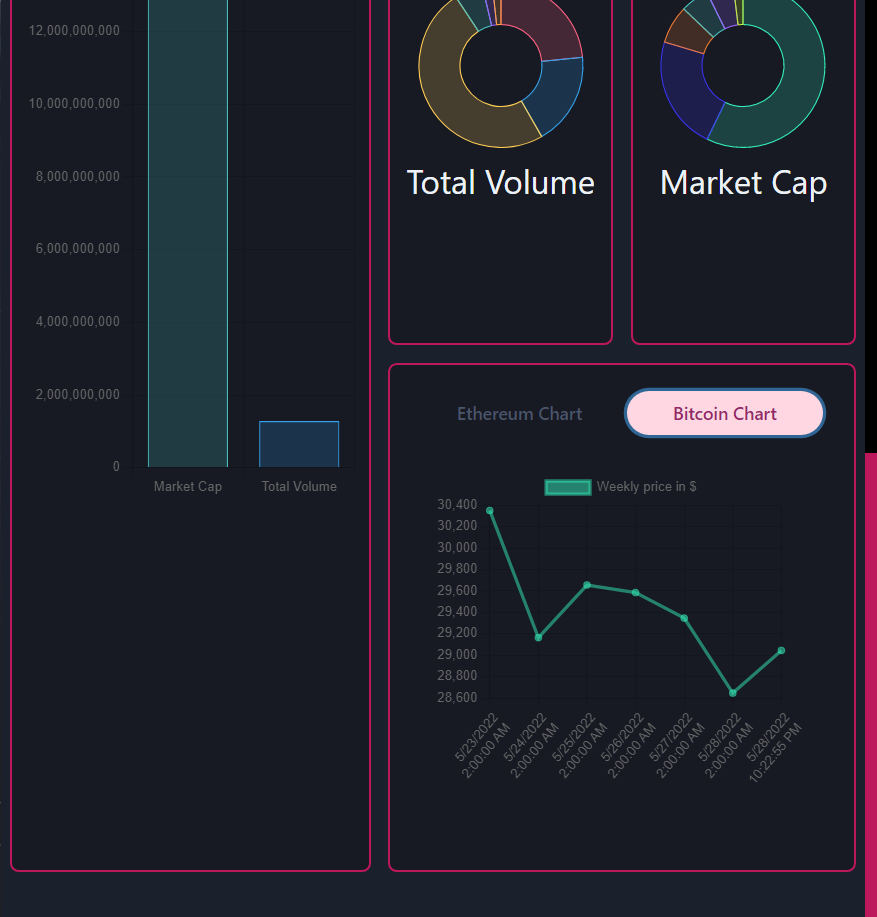 12,000,000,000
10,000,000,000
8,000,000,000
6,000,000,000
4,000,000,000
2,000,000,000
0
Market Cap
Total Volume
Total Volume
Market Cap
Ethereum Chart
Bitcoin Chart
Weekly price in $
30,400
30,200
30,000
29,800
29,600
29,400
29,200
29,000
28,800
28,600
5/23/2022
2:00:00 AM
5/24/2022
2:00:00 AM
5/25/2022
2:00:00 AM
5/26/2022
2:00:00 AM
5/27/2022
2:00:00 AM
5/28/2022
2:00:00 AM
5/28/2022
10:22:55 PM